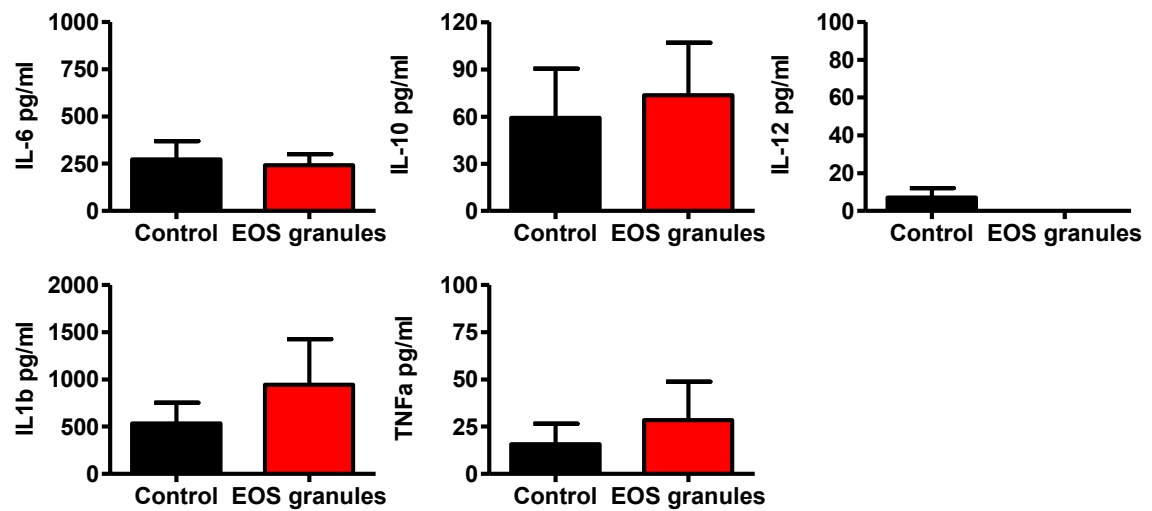 IL-6 pg/ml
1000
750
500
250
0
Control EOS granules
IL-10 pg/ml
120
90
60
30
0
Control EOS granules
IL-12 pg/ml
100
80
60
40
20
0
Control EOS granules
IL1b pg/ml
2000
1500
1000
500
0
Control EOS granules
TNFa pg/ml
100
75
50
25
0
Control EOS granules